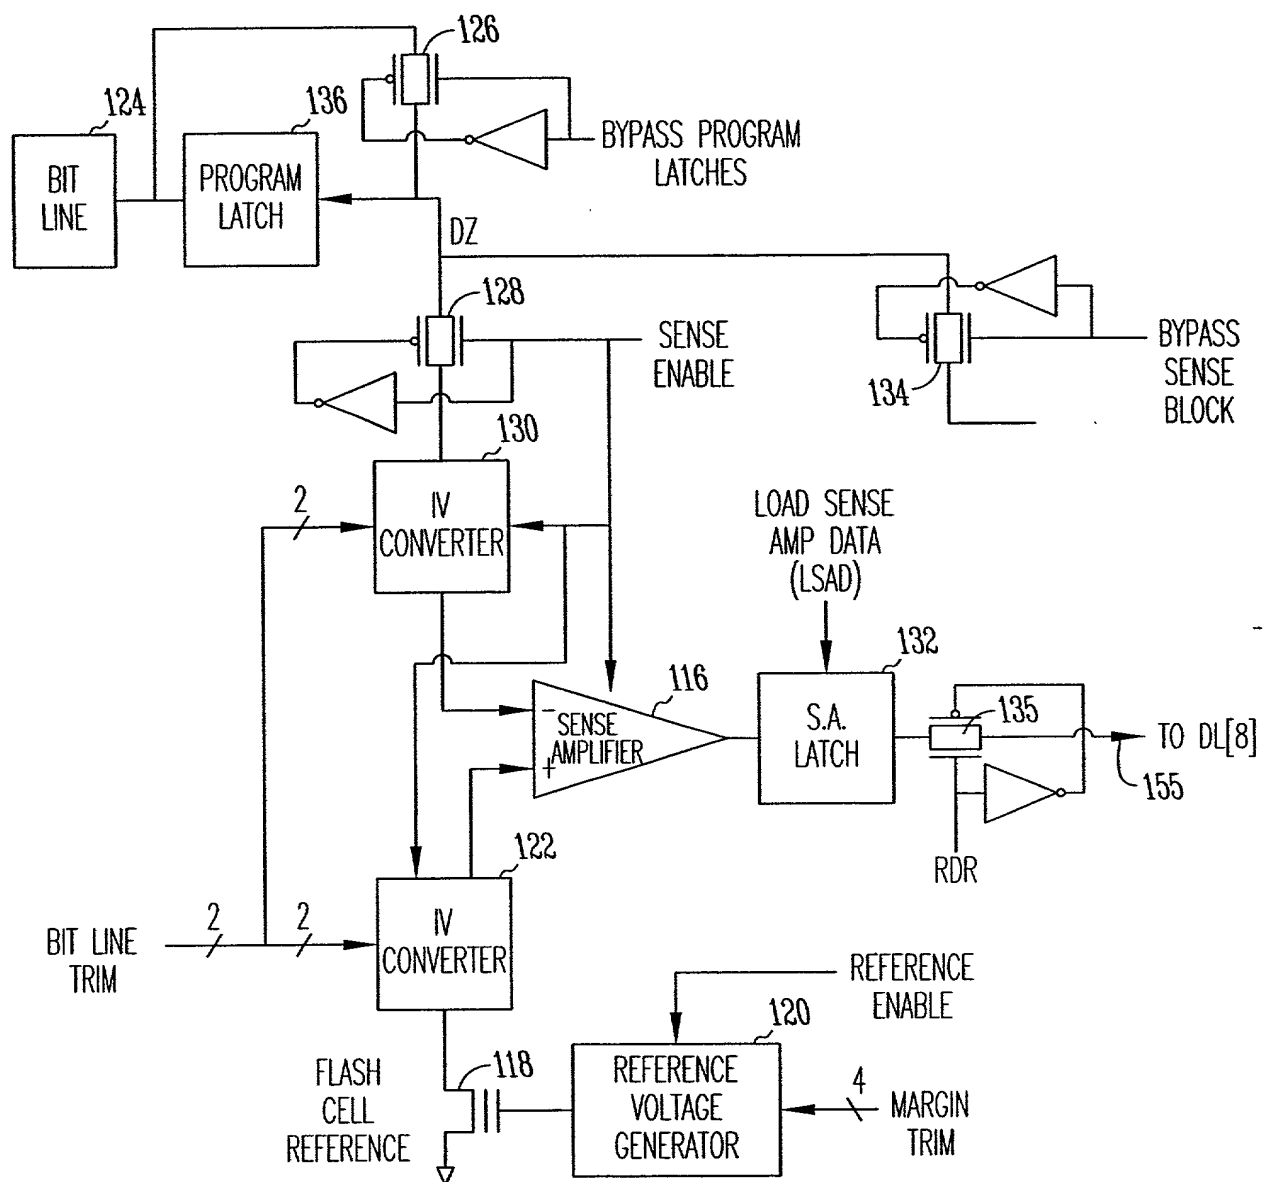 126
124
136
BIT
LINE
PROGRAM
LATCH
BYPASS PROGRAM
LATCHES
DZ
128
SENSE
ENABLE
134
BYPASS
SENSE
BLOCK
130
2
IV
CONVERTER
LOAD SENSE
AMP DATA
(LSAD)
132
116
-
SENSE
AMPLIFIER
+
S.A.
LATCH
135
TO DL[8]
155
RDR
122
2
2
BIT LINE
TRIM
IV
CONVERTER
REFERENCE
ENABLE
120
118
FLASH
CELL
REFERENCE
REFERENCE
VOLTAGE
GENERATOR
4
MARGIN
TRIM